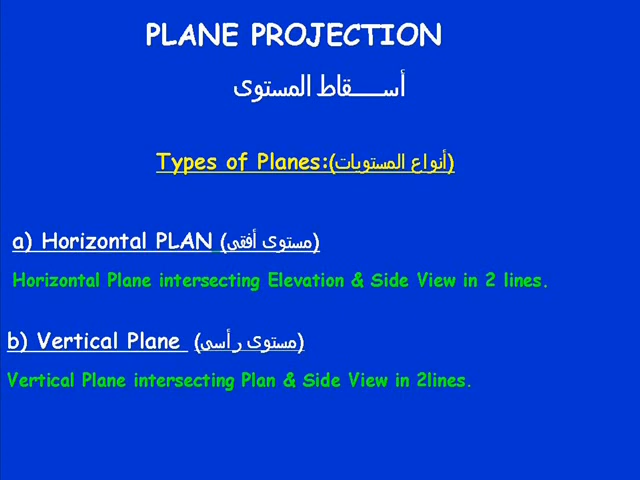 PLANE PROJECTION
أســـــقاط المستوى
Types of Planes:(أنواع المستويات)
a) Horizontal PLAN (مستوى أفقى)
Horizontal Plane intersecting Elevation & Side View in 2 lines.
b) Vertical Plane (مستوى رأسى)
Vertical Plane intersecting Plan & Side View in 2lines.